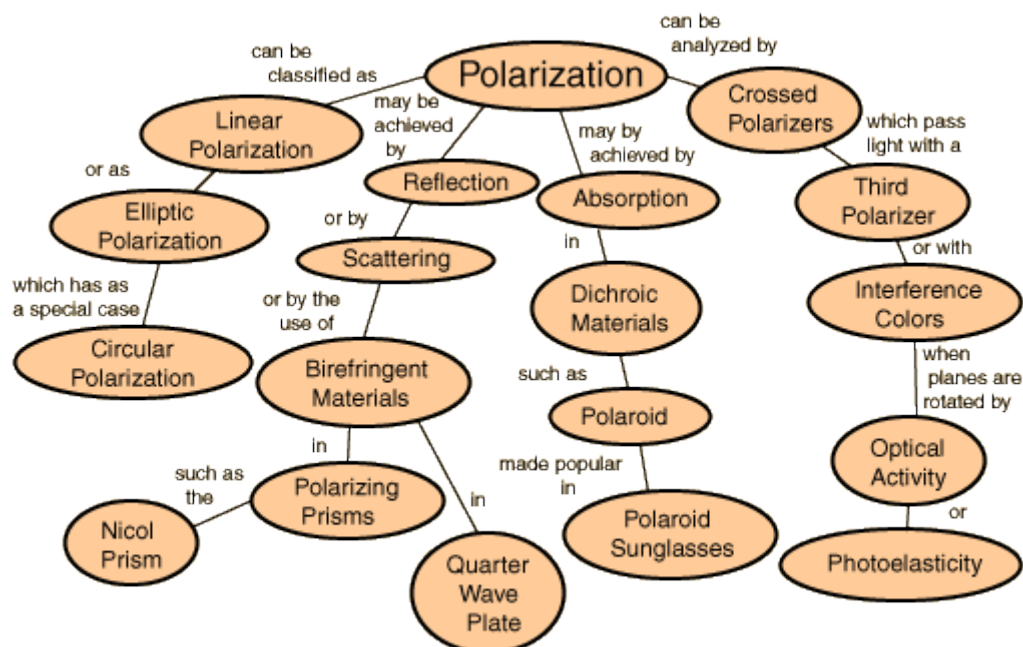 Polarization
can be
classified as
Linear
Polarization
or as
Elliptic
Polarization
which has as
a special case
Circular
Polarization
may be
achieved
by
Reflection
or by
Scattering
or by the
use of
Birefringent
Materials
in
Polarizing
Prisms
such as
the
Nicol
Prism
in
Quarter
Wave
Plate
may by
achieved by
Absorption
in
Dichroic
Materials
such as
Polaroid
made popular
in
Polaroid
Sunglasses
can be
analyzed by
Crossed
Polarizers
which pass
light with a
Third
Polarizer
or with
Interference
Colors
when
planes are
rotated by
Optical
Activity
or
Photoelasticity